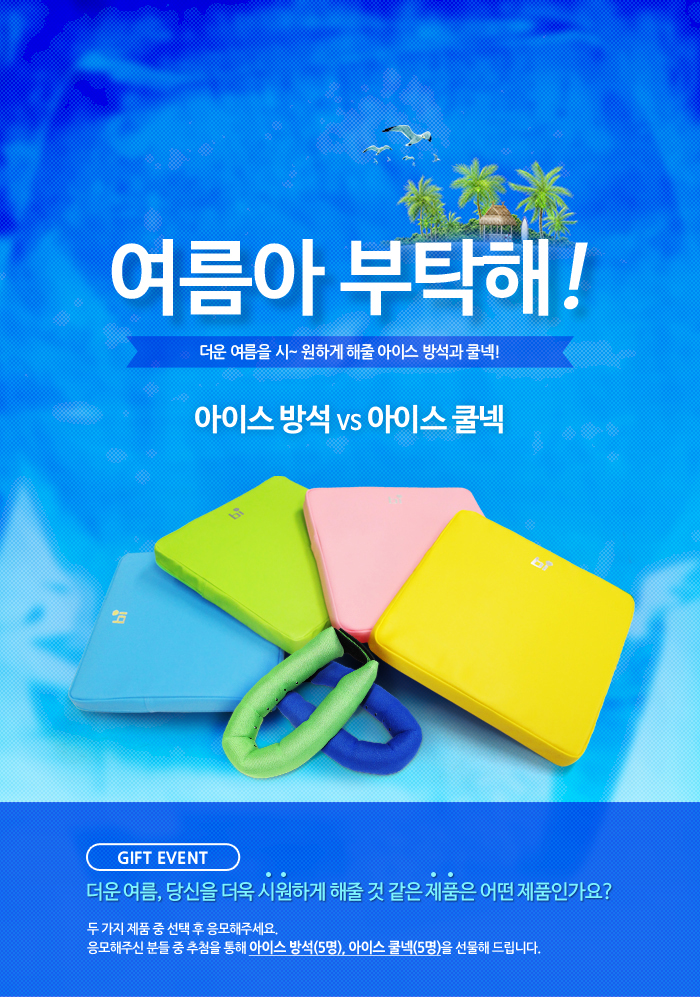 여름아 부탁해!
더운 여름을 시~ 원하게 해줄 아이스 방석과 쿨넥!
아이스 방석 VS 아이스 쿨넥
bi
bi
bi
GIFT EVENT
더운 여름, 당신을 더욱 시원하게 해줄 것 같은 제품은 어떤 제품인가요?
두 가지 제품 중 선택 후 응모해주세요.
응모해주신 분들 중 추첨을 통해 아이스 방석(5명), 아이스 쿨넥(5명)을 선물해 드립니다.